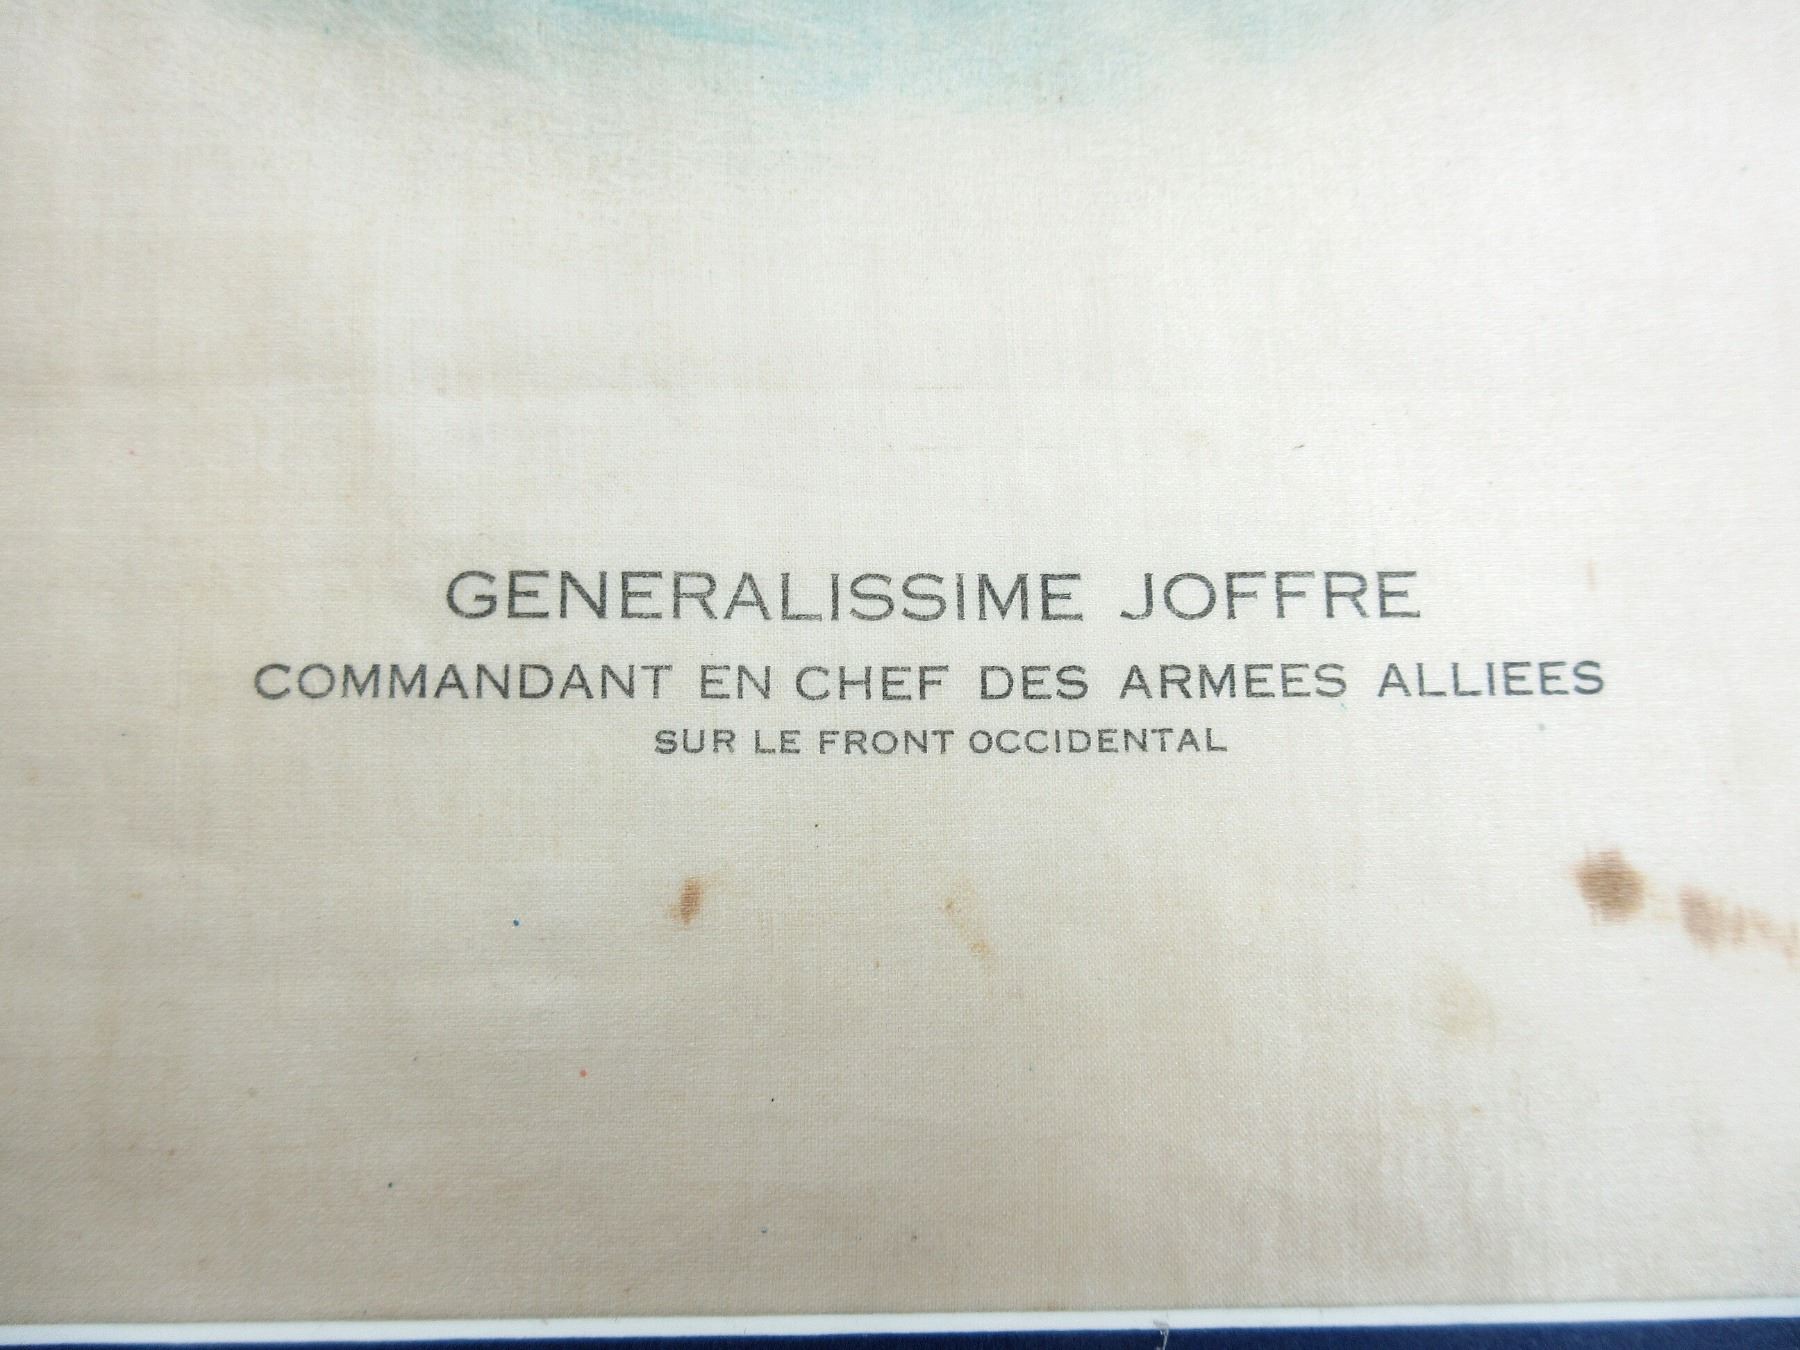 GENERALISSIME JOFFRE
COMMANDANT EN CHEF DES ARMEES ALLIEES
SUR LE FRONT OCCIDENTAL